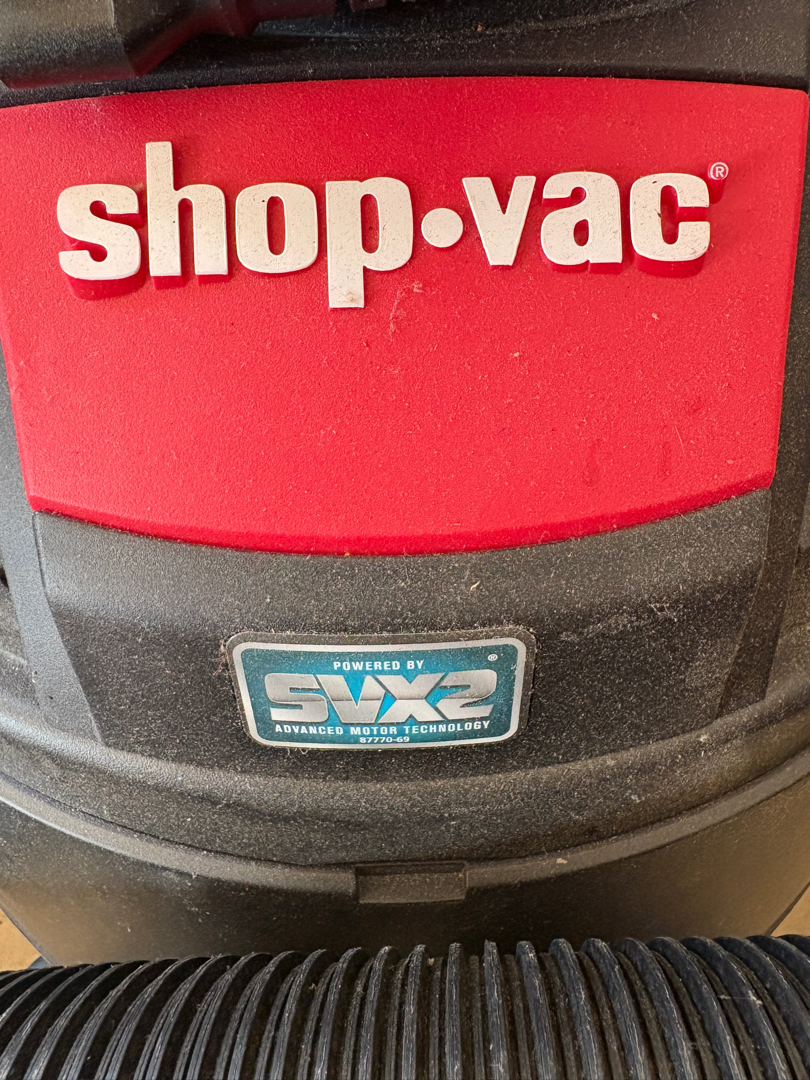 shop·vac®
POWERED BY
SVX2®
ADVANCED MOTOR TECHNOLOGY
87770-69